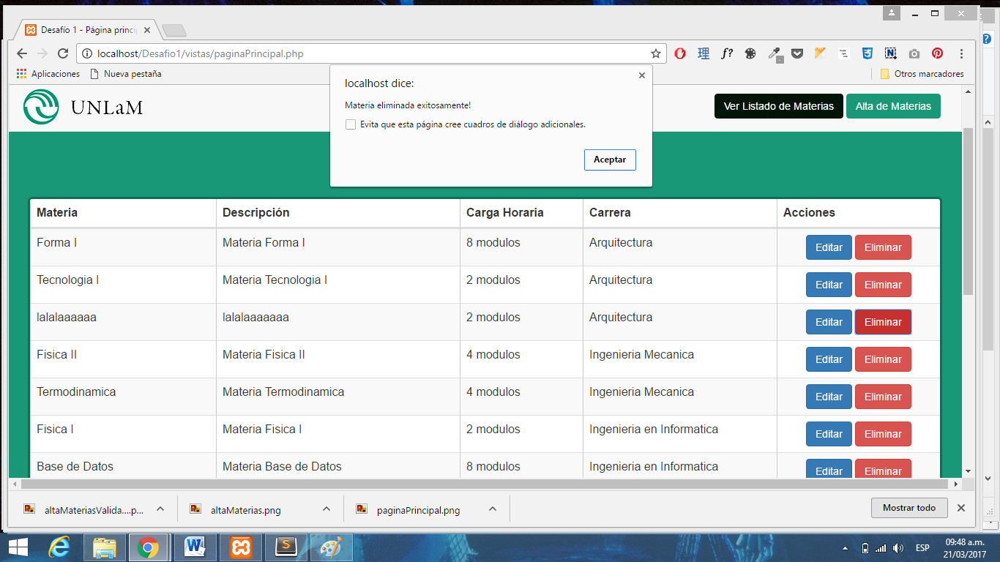 Desafío 1 - Página princip
localhost/Desafio1/vistas/paginaPrincipal.php
Aplicaciones Nueva pestaña Otros marcadores
UNLaM
Ver Listado de Materias Alta de Materias
localhost dice:
Materia eliminada exitosamente!
Evita que esta página cree cuadros de diálogo adicionales.
Aceptar
Materia Descripción Carga Horaria Carrera Acciones
Forma I Materia Forma I 8 modulos Arquitectura Editar Eliminar
Tecnologia I Materia Tecnologia I 2 modulos Arquitectura Editar Eliminar
lalalaaaaaa lalalaaaaaaa 2 modulos Arquitectura Editar Eliminar
Fisica II Materia Fisica II 4 modulos Ingenieria Mecanica Editar Eliminar
Termodinamica Materia Termodinamica 4 modulos Ingenieria Mecanica Editar Eliminar
Fisica I Materia Fisica I 2 modulos Ingenieria en Informatica Editar Eliminar
Base de Datos Materia Base de Datos 8 modulos Ingenieria en Informatica Editar Eliminar
altaMateriasValida....p... altaMaterias.png paginaPrincipal.png Mostrar todo
ESP
09:48 a.m.
21/03/2017